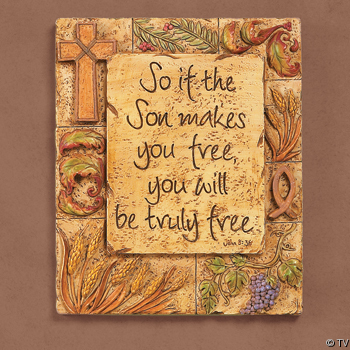 So if the
Son makes
you free,
you will
be truly free.
John 8:36
© TV